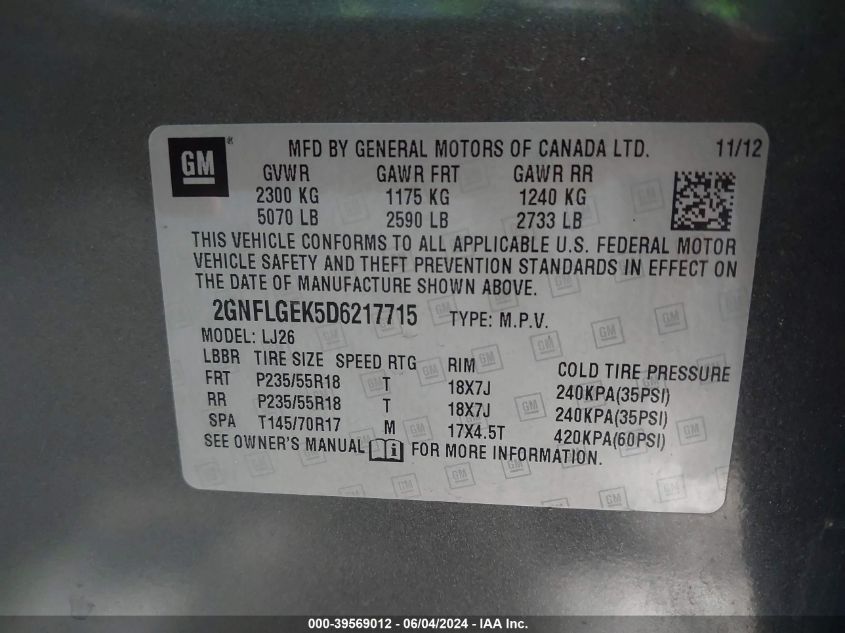 GM ® MFD BY GENERAL MOTORS OF CANADA LTD. 11/12
GVWR GAWR FRT GAWR RR
2300 KG 1175 KG 1240 KG
5070 LB 2590 LB 2733 LB
THIS VEHICLE CONFORMS TO ALL APPLICABLE U.S. FEDERAL MOTOR
VEHICLE SAFETY AND THEFT PREVENTION STANDARDS IN EFFECT ON
THE DATE OF MANUFACTURE SHOWN ABOVE.
2GNFLGEK5D6217715 TYPE: M.P.V.
MODEL: LJ26
LBBR TIRE SIZE SPEED RTG RIM COLD TIRE PRESSURE
FRT P235/55R18 T 18X7J 240KPA(35PSI)
RR P235/55R18 T 18X7J 240KPA(35PSI)
SPA T145/70R17 M 17X4.5T 420KPA(60PSI)
SEE OWNER'S MANUAL i FOR MORE INFORMATION.
000-39569012 - 06/04/2024 - IAA Inc.